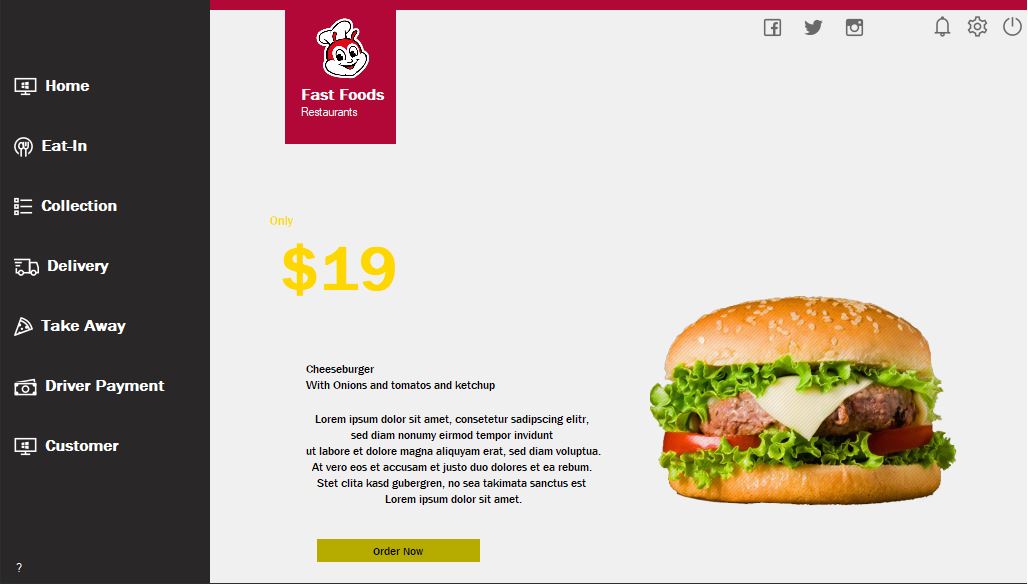 Home
Eat-In
Collection
Delivery
Take Away
Driver Payment
Customer
?
Fast Foods
Restaurants
Only
$19
Cheeseburger
With Onions and tomatos and ketchup
Lorem ipsum dolor sit amet, consetetur sadipscing elitr,
sed diam nonumy eirmod tempor invidunt
ut labore et dolore magna aliquyam erat, sed diam voluptua.
At vero eos et accusam et justo duo dolores et ea rebum.
Stet clita kasd gubergren, no sea takimata sanctus est
Lorem ipsum dolor sit amet.
Order Now